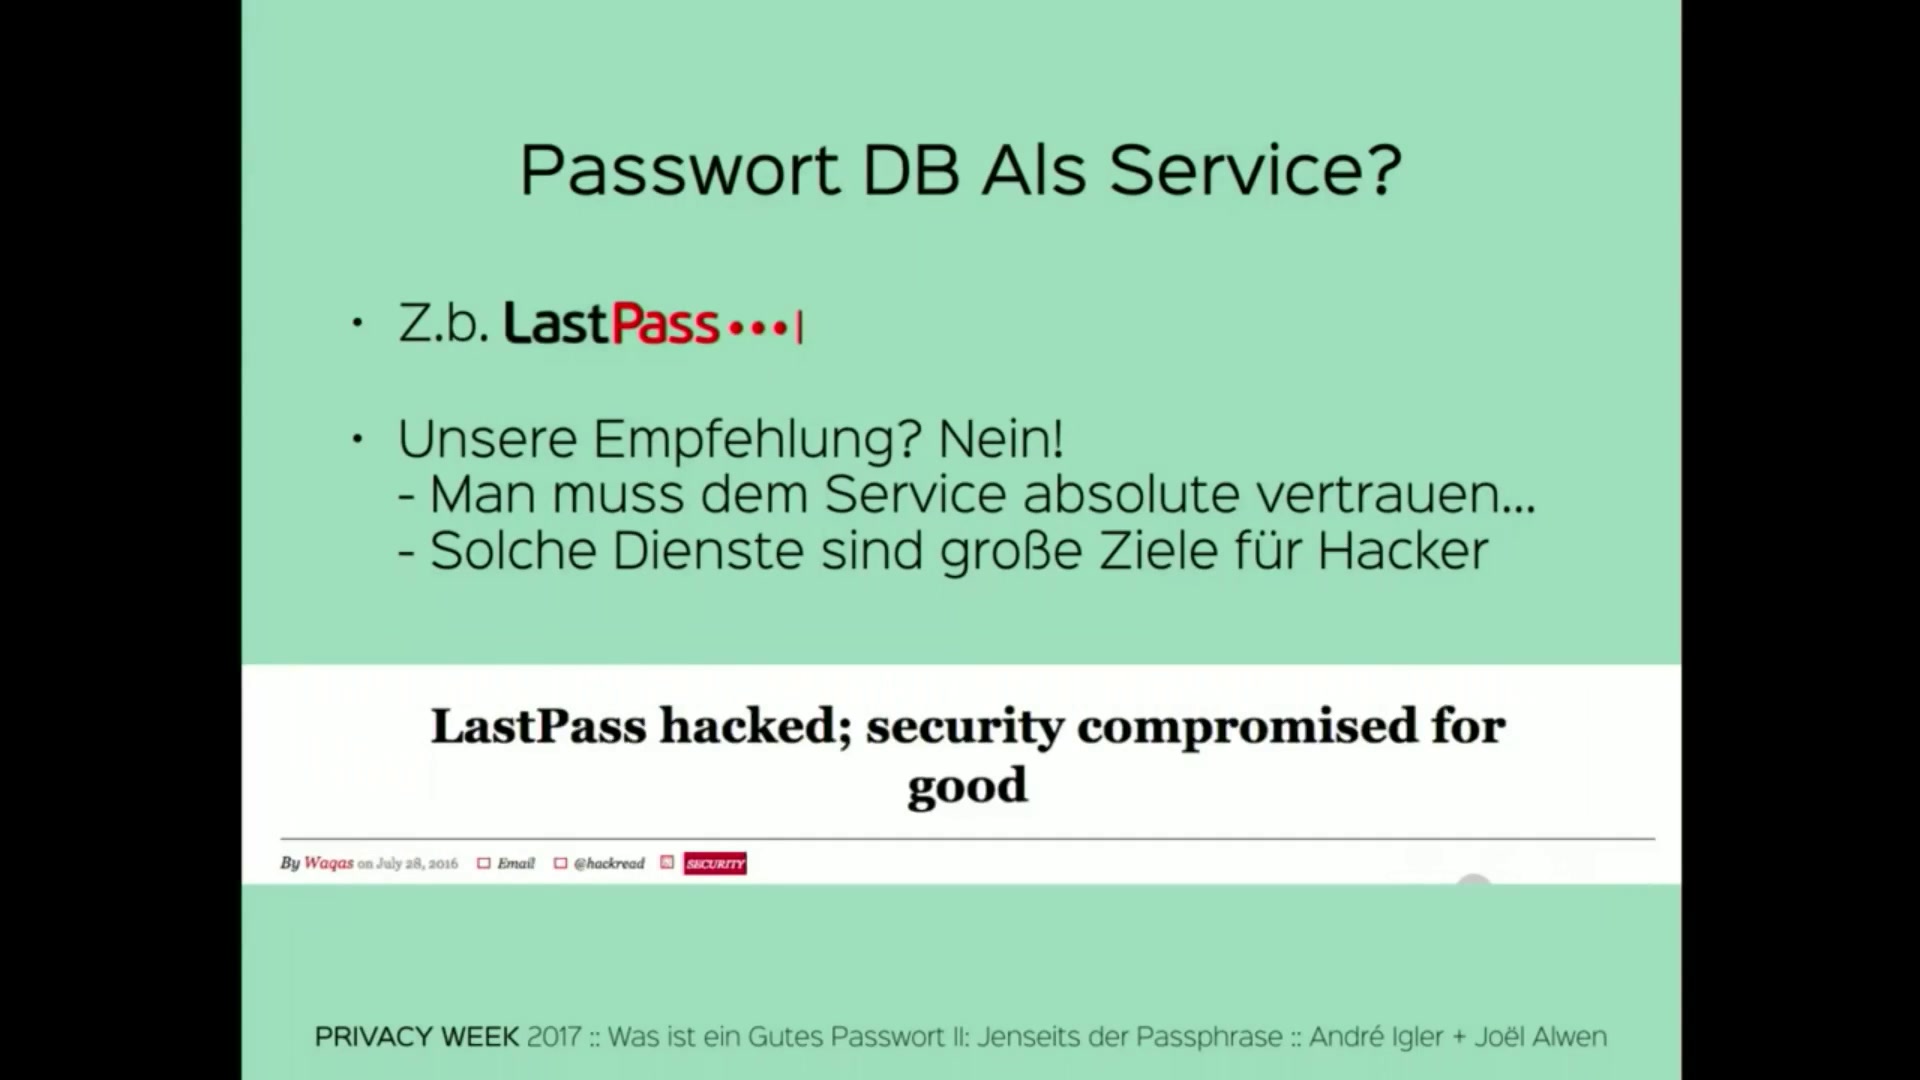 Passwort DB Als Service?
• Z.b. LastPass •••|
• Unsere Empfehlung? Nein!
- Man muss dem Service absolute vertrauen...
- Solche Dienste sind große Ziele für Hacker
LastPass hacked; security compromised for
good
By Waqas on July 28, 2016 Email @hackread SECURITY
PRIVACY WEEK 2017 :: Was ist ein Gutes Passwort II: Jenseits der Passphrase :: André Igler + Joël Alwen